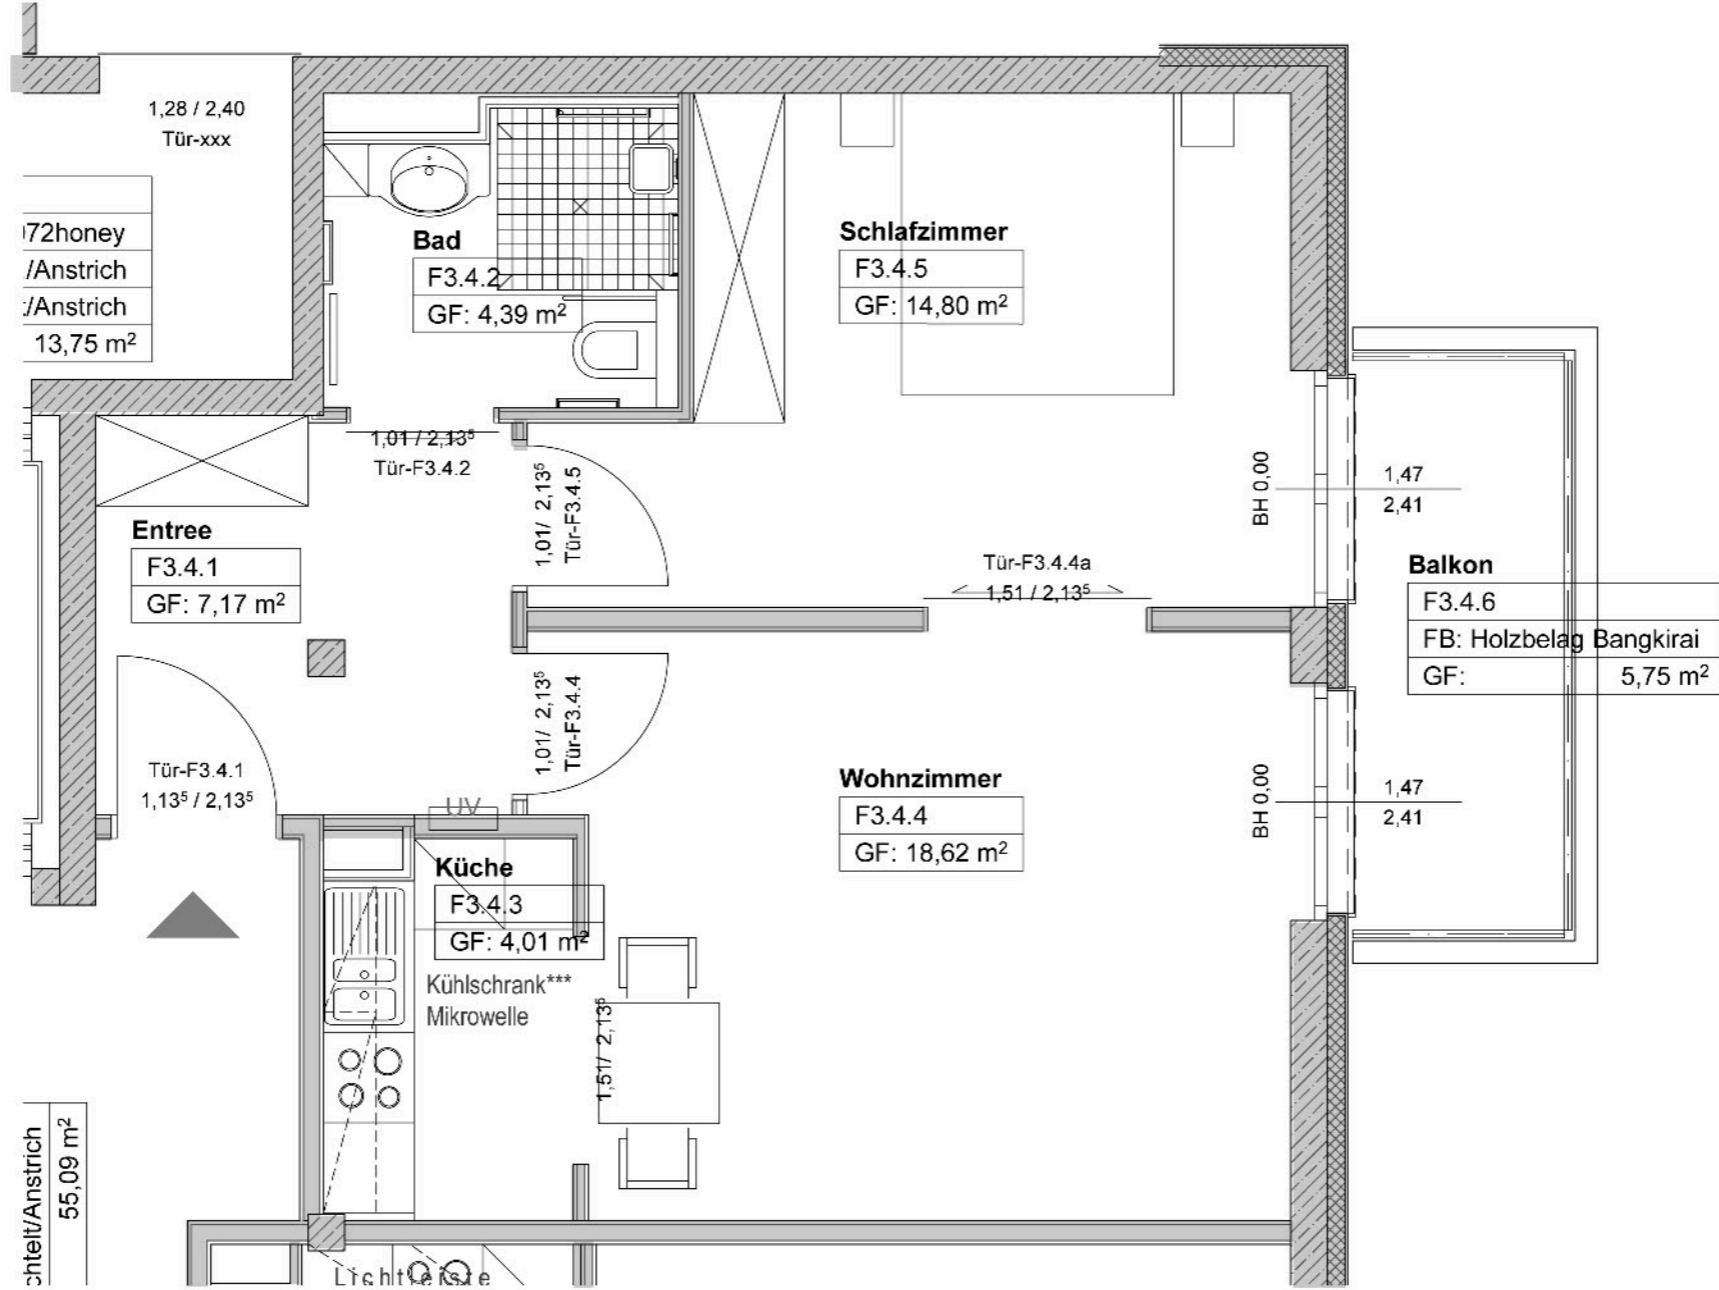 1,28 / 2,40
Tür-xxx
072honey
/Anstrich
/Anstrich
13,75 m²
Bad
F3.4.2
GF: 4,39 m²
Schlafzimmer
F3.4.5
GF: 14,80 m²
1,01 / 2,13⁵
Tür-F3.4.2
1,01/ 2,13⁵
Tür-F3.4.5
Entree
F3.4.1
GF: 7,17 m²
Tür-F3.4.4a
1,51 / 2,13⁵
BH 0,00
1,47
2,41
Balkon
F3.4.6
FB: Holzbelag Bangkirai
GF: 5,75 m²
1,01/ 2,13⁵
Tür-F3.4.4
Tür-F3.4.1
1,13⁵ / 2,13⁵
UV
Wohnzimmer
F3.4.4
GF: 18,62 m²
BH 0,00
1,47
2,41
Küche
F3.4.3
GF: 4,01 m²
Kühlschrank***
Mikrowelle
1,51/ 2,13⁵
chtelt/Anstrich
55,09 m²
Lichtleiste